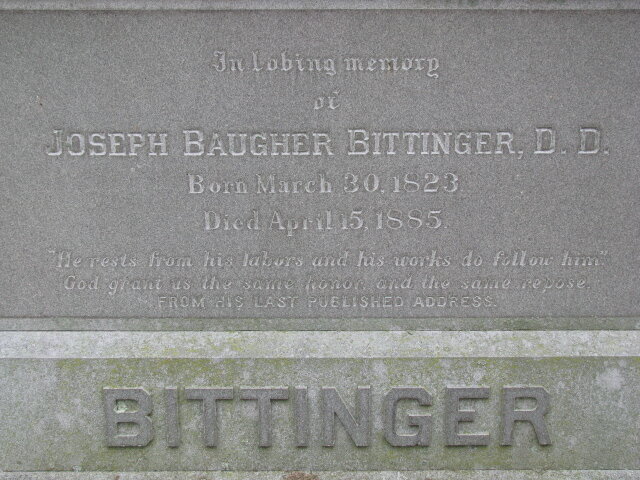 In loving memory
of
JOSEPH BAUGHER BITTINGER, D. D.
Born March 30, 1823.
Died April 15, 1885.
"He rests from his labors and his works do follow him."
God grant us the same honor, and the same repose.
FROM HIS LAST PUBLISHED ADDRESS.
BITTINGER